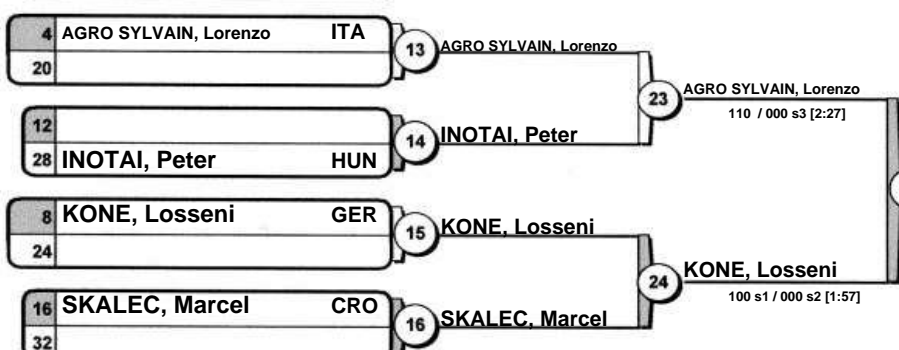 4 AGRO SYLVAIN, Lorenzo ITA
20
13 AGRO SYLVAIN, Lorenzo
23 AGRO SYLVAIN, Lorenzo
110 / 000 s3 [2:27]
12
28 INOTAI, Peter HUN
14 INOTAI, Peter
8 KONE, Losseni GER
24
15 KONE, Losseni
24 KONE, Losseni
100 s1 / 000 s2 [1:57]
16 SKALEC, Marcel CRO
32
16 SKALEC, Marcel